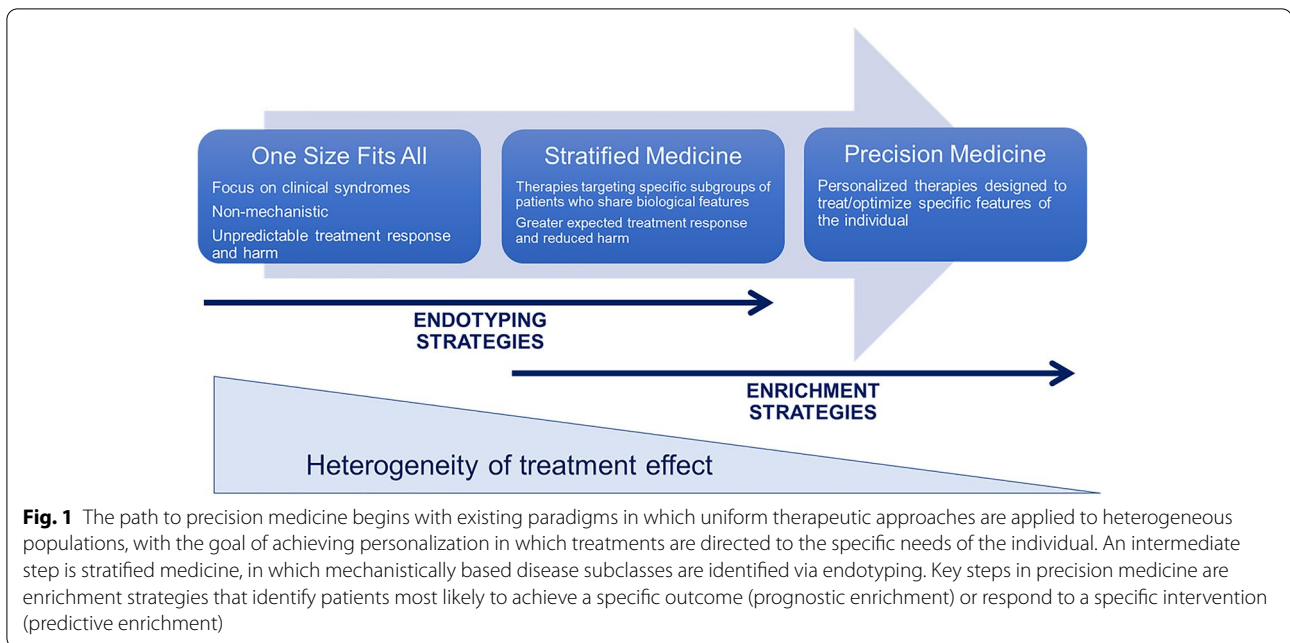 One Size Fits All
Focus on clinical syndromes
Non-mechanistic
Unpredictable treatment response
and harm
Stratified Medicine
Therapies targeting specific subgroups of
patients who share biological features
Greater expected treatment response
and reduced harm
Precision Medicine
Personalized therapies designed to
treat/optimize specific features of
the individual
ENDOTYPING
STRATEGIES
ENRICHMENT
STRATEGIES
Heterogeneity of treatment effect
Fig. 1 The path to precision medicine begins with existing paradigms in which uniform therapeutic approaches are applied to heterogeneous
populations, with the goal of achieving personalization in which treatments are directed to the specific needs of the individual. An intermediate
step is stratified medicine, in which mechanistically based disease subclasses are identified via endotyping. Key steps in precision medicine are
enrichment strategies that identify patients most likely to achieve a specific outcome (prognostic enrichment) or respond to a specific intervention
(predictive enrichment)